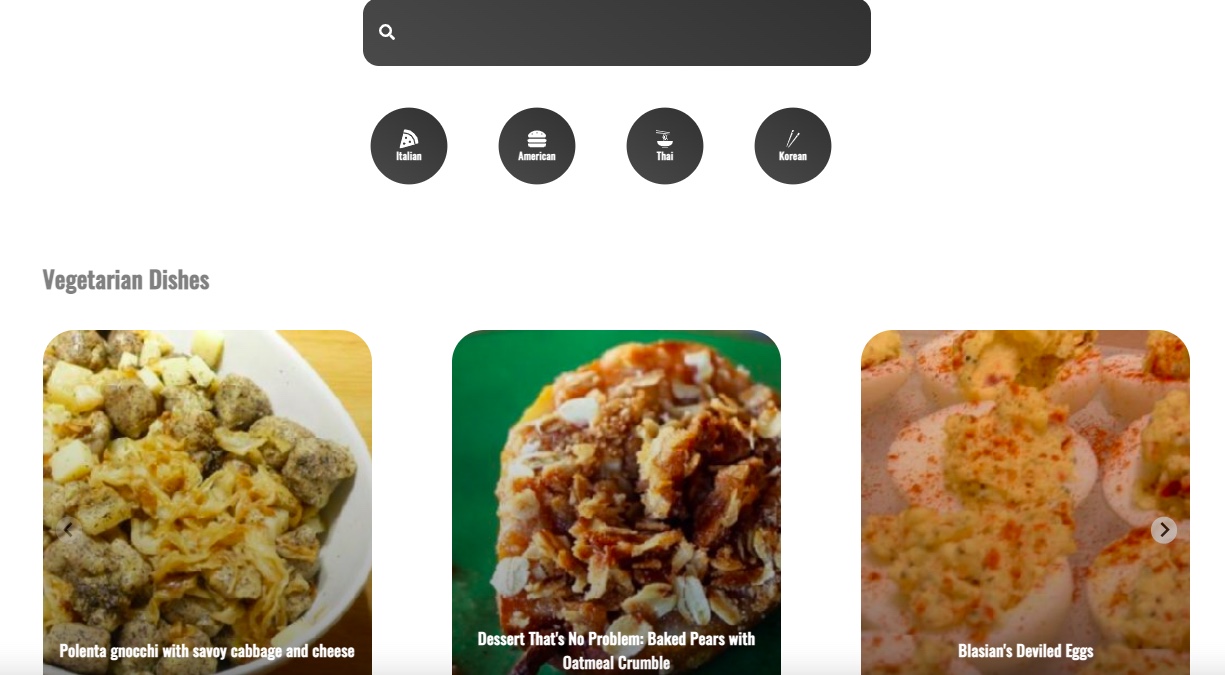 Italian
American
Thai
Korean
Vegetarian Dishes
Polenta gnocchi with savoy cabbage and cheese
Dessert That's No Problem: Baked Pears with
Oatmeal Crumble
Blasian's Deviled Eggs